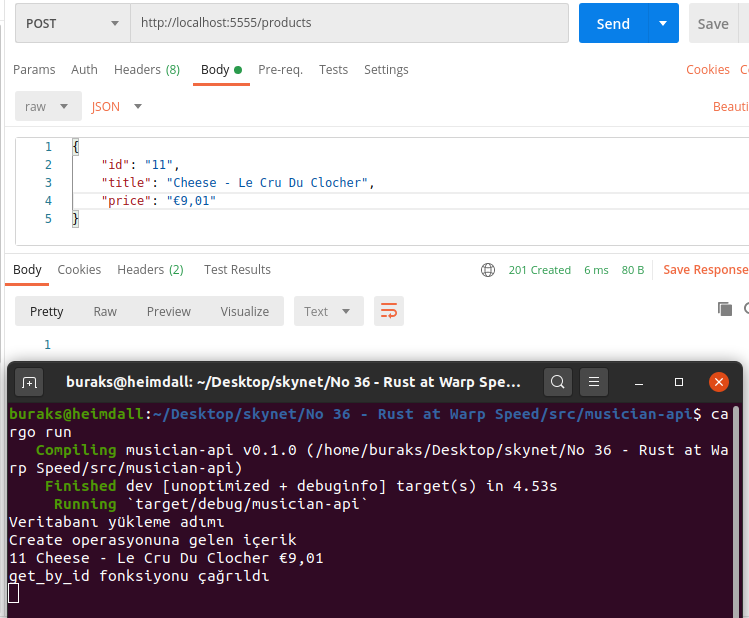 POST http://localhost:5555/products Send Save
Params Auth Headers (8) Body Pre-req. Tests Settings Cookies
raw JSON Beauti
1 {
2 "id": "11",
3 "title": "Cheese - Le Cru Du Clocher",
4 "price": "€9,01"
5 }
Body Cookies Headers (2) Test Results 201 Created 6 ms 80 B Save Response
Pretty Raw Preview Visualize Text
1
buraks@heimdall: ~/Desktop/skynet/No 36 - Rust at Warp Spe...
buraks@heimdall:~/Desktop/skynet/No 36 - Rust at Warp Speed/src/musician-api$ ca
rgo run
Compiling musician-api v0.1.0 (/home/buraks/Desktop/skynet/No 36 - Rust at Wa
rp Speed/src/musician-api)
Finished dev [unoptimized + debuginfo] target(s) in 4.53s
Running `target/debug/musician-api`
Veritabanı yükleme adımı
Create operasyonuna gelen içerik
11 Cheese - Le Cru Du Clocher €9,01
get_by_id fonksiyonu çağrıldı